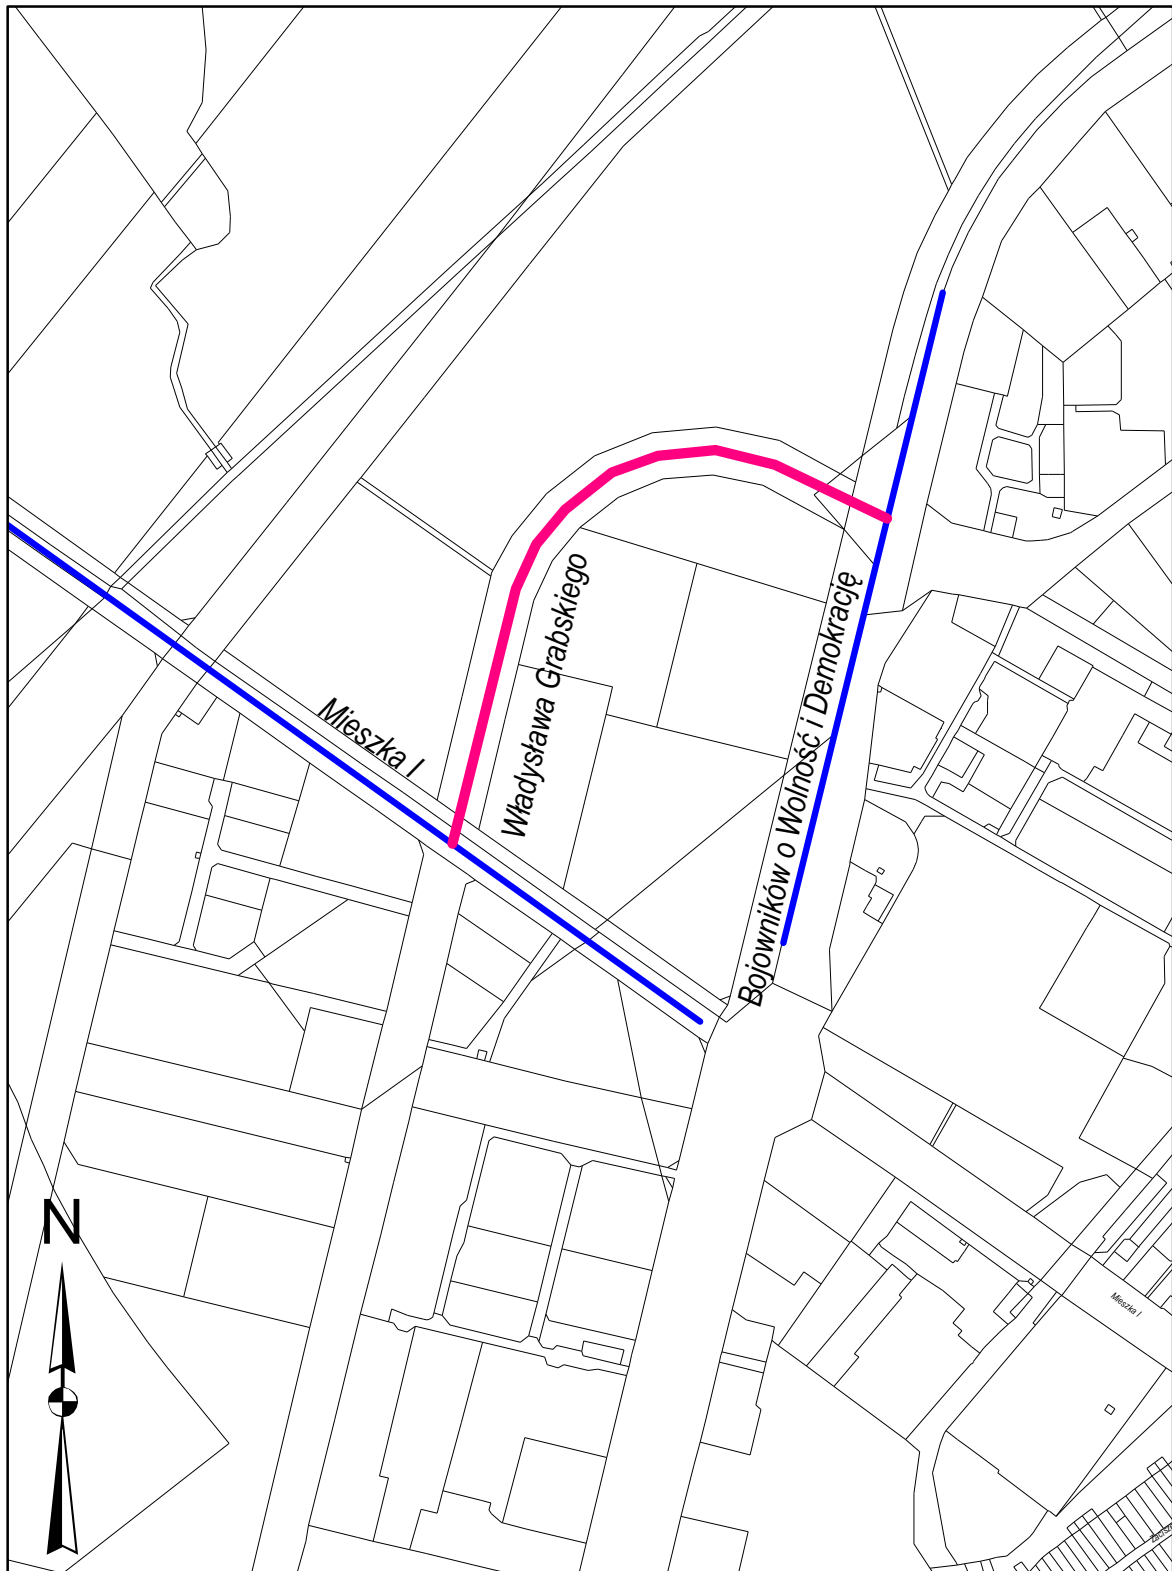 Władysława Grabskiego
Bojowników o Wolność i Demokrację
Mieszka I
N
Mieszka I